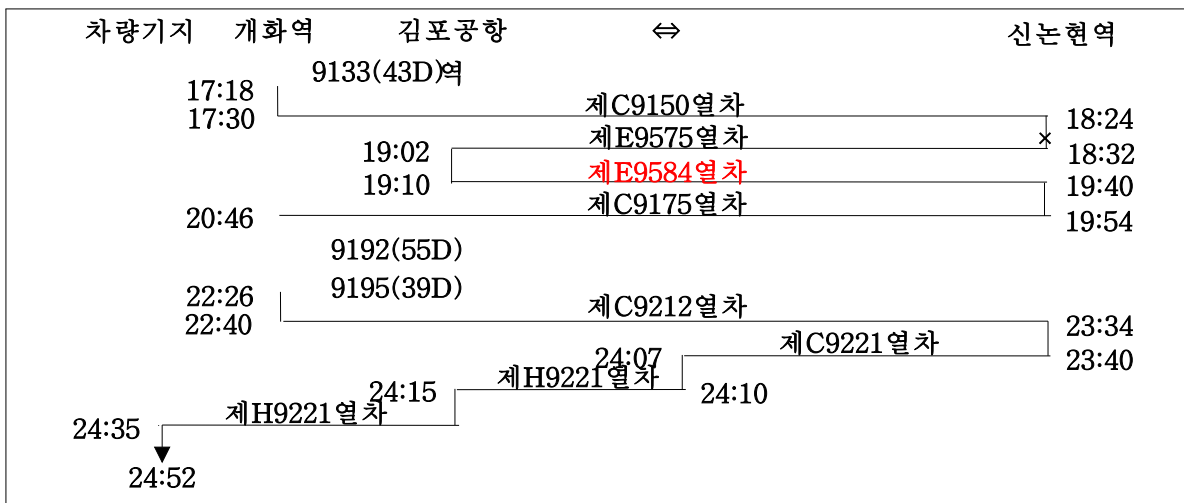 차량기지 개화역 김포공항 ⇔ 신논현역
9133(43D)역
17:18
제C9150열차
17:30 18:24
제E9575열차 ×
19:02 18:32
제E9584열차
19:10 19:40
제C9175열차
20:46 19:54
9192(55D)
9195(39D)
22:26
제C9212열차
22:40 23:34
제C9221열차
24:07 23:40
제H9221열차
24:15 24:10
제H9221열차
24:35
24:52